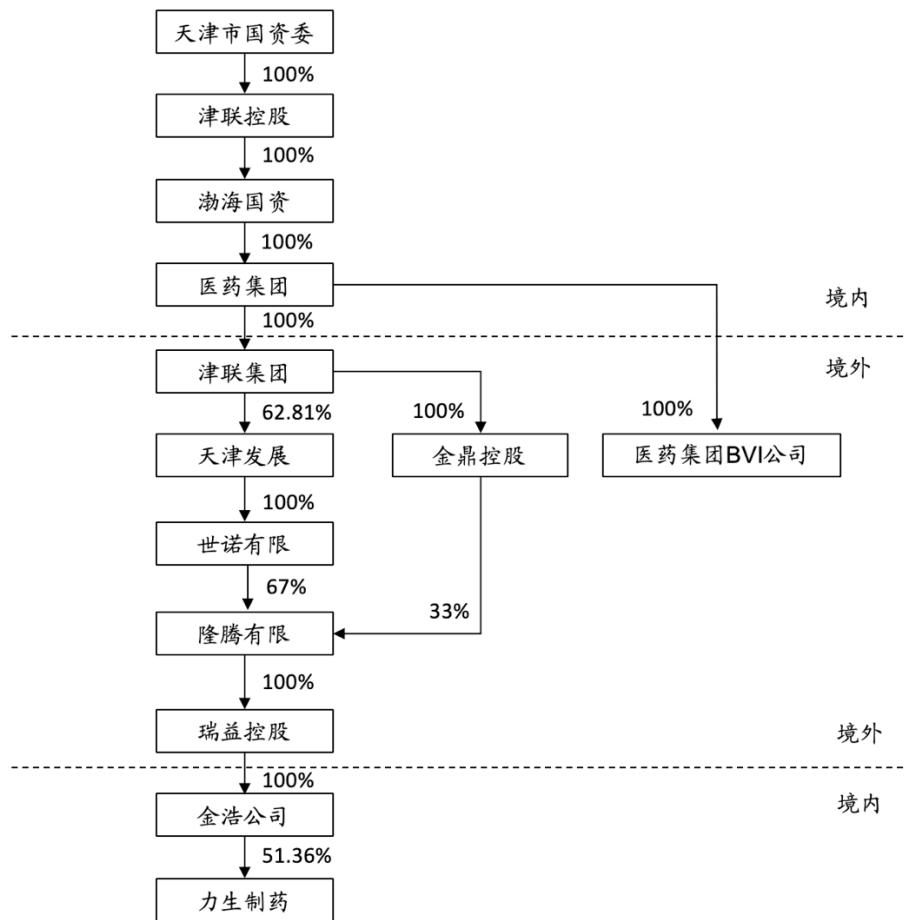 天津市国资委
100%
津联控股
100%
渤海国资
100%
医药集团
境内
100%
津联集团
境外
62.81%
100%
100%
天津发展
金鼎控股
医药集团BVI公司
100%
世诺有限
67%
33%
隆腾有限
100%
瑞益控股
境外
100%
金浩公司
境内
51.36%
力生制药